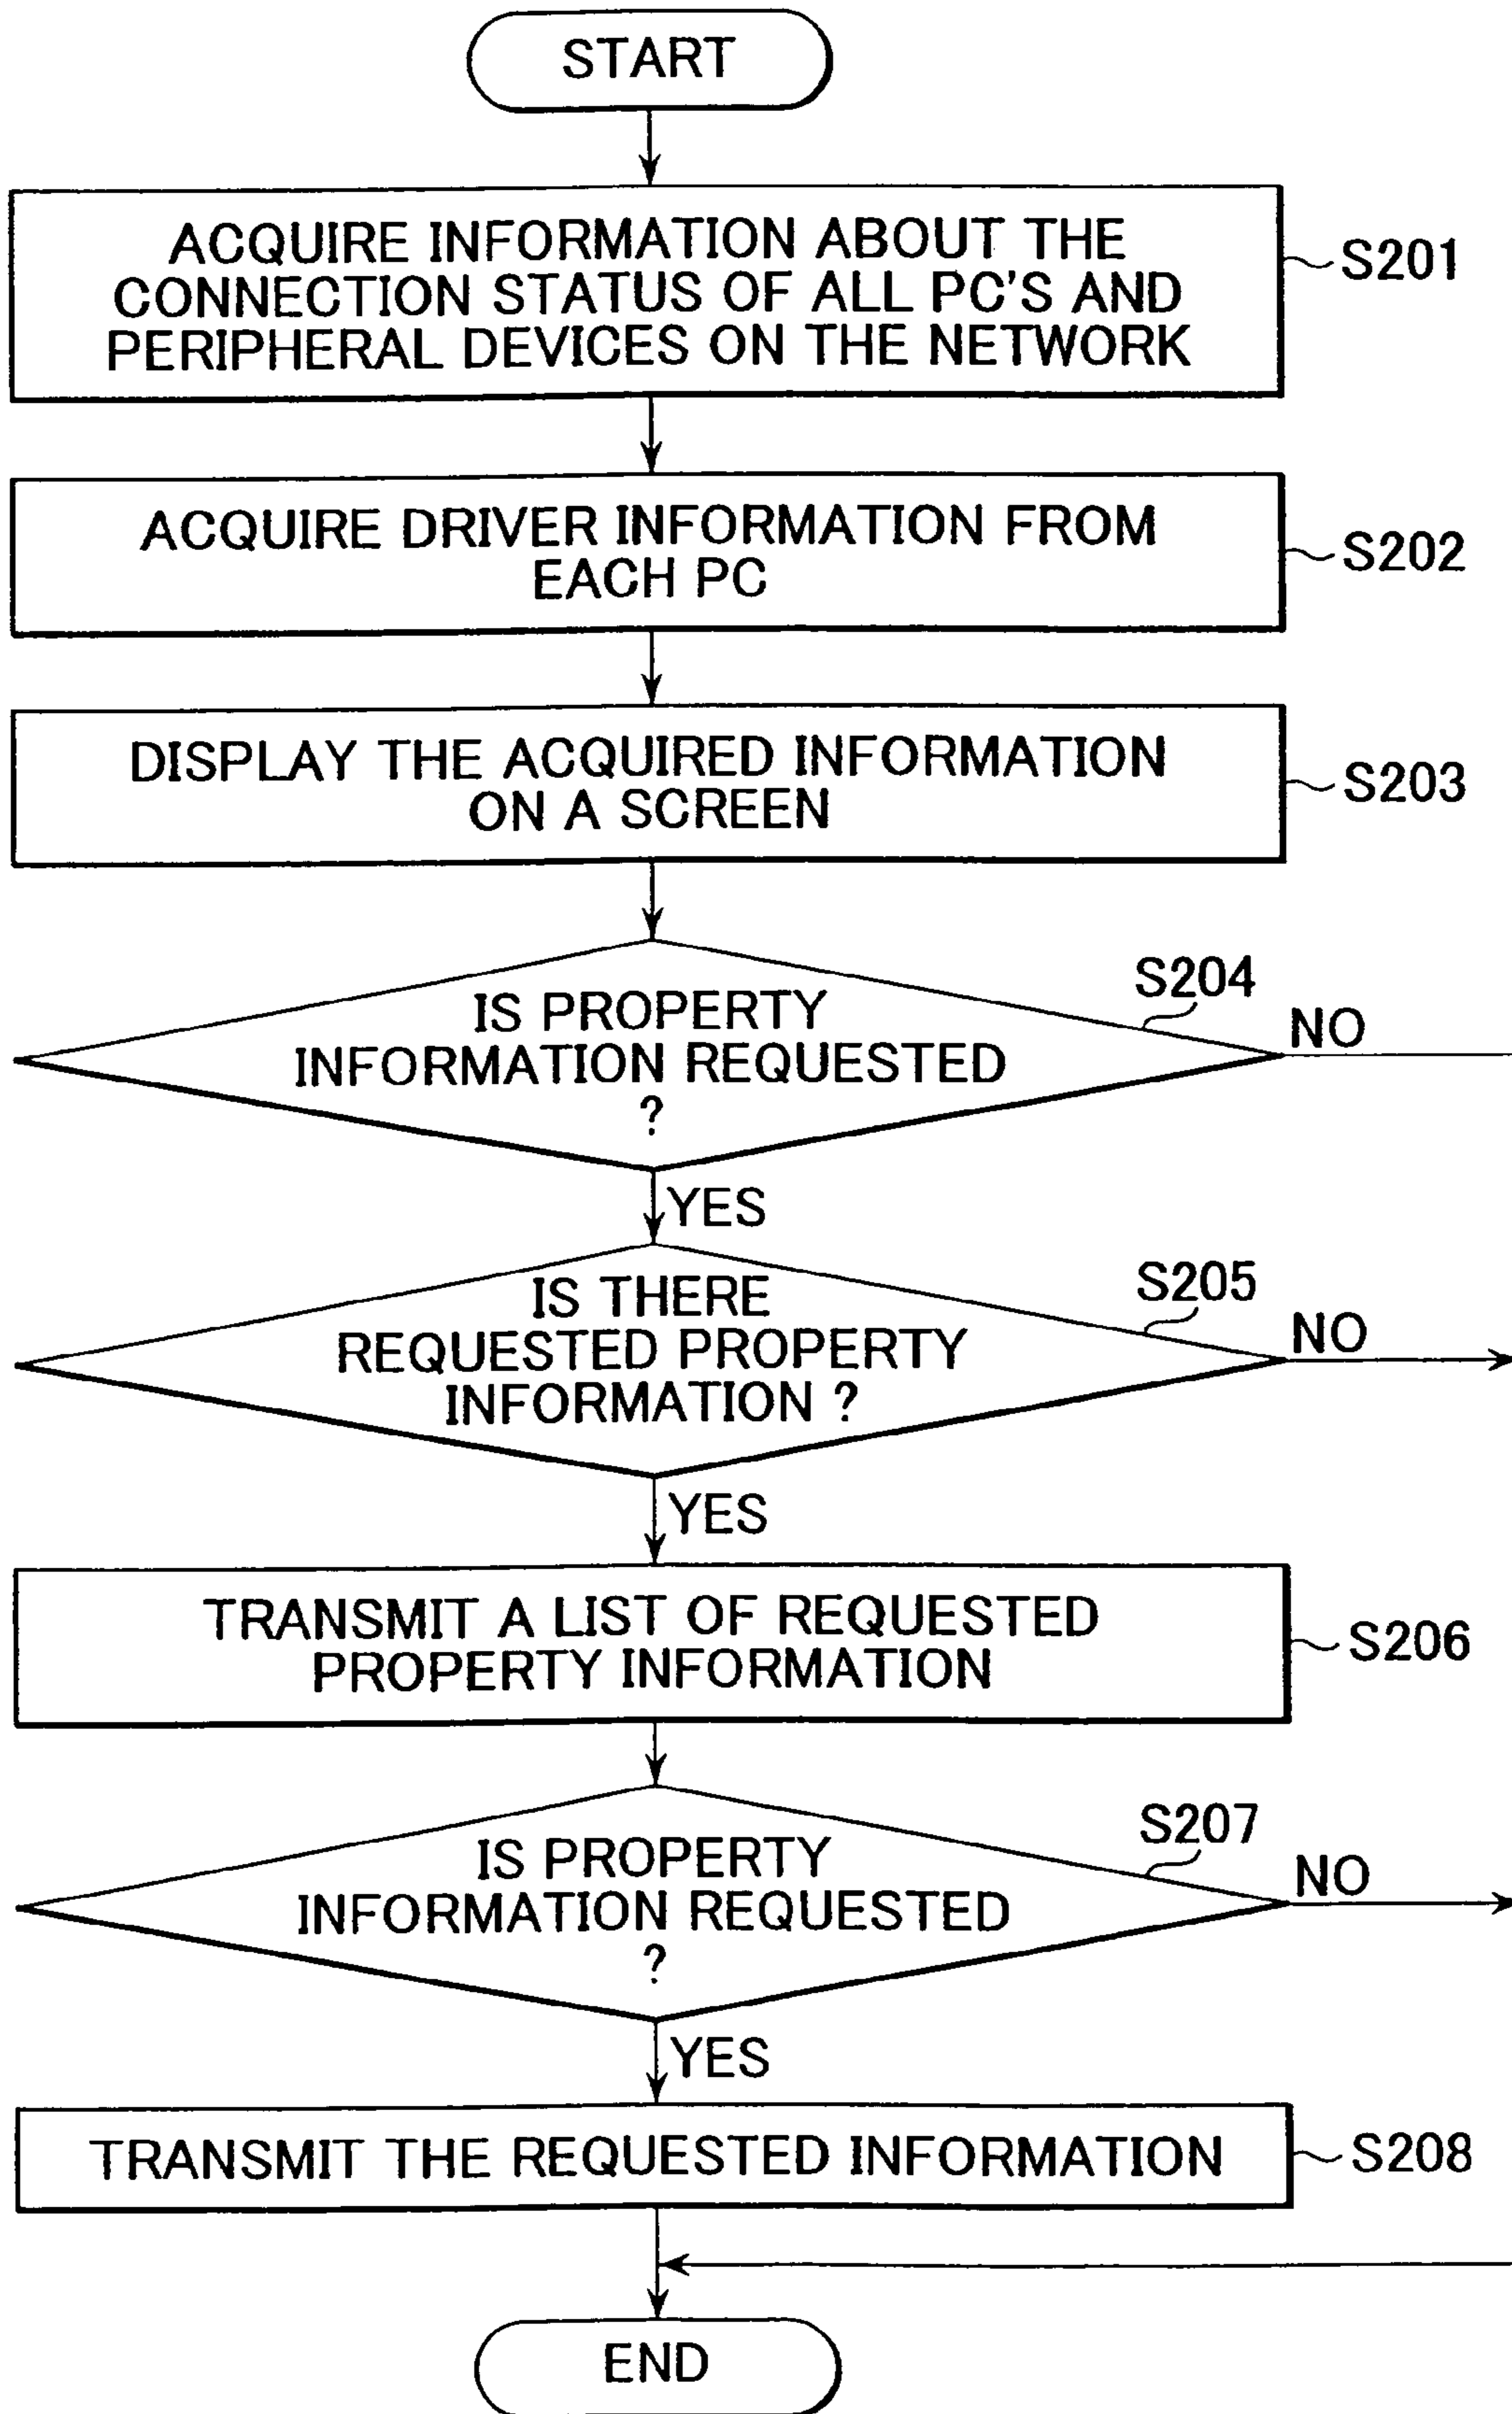 START
ACQUIRE INFORMATION ABOUT THE
CONNECTION STATUS OF ALL PC'S AND
PERIPHERAL DEVICES ON THE NETWORK
S201
ACQUIRE DRIVER INFORMATION FROM
EACH PC
S202
DISPLAY THE ACQUIRED INFORMATION
ON A SCREEN
S203
IS PROPERTY
INFORMATION REQUESTED
?
S204
NO
YES
IS THERE
REQUESTED PROPERTY
INFORMATION ?
S205
NO
YES
TRANSMIT A LIST OF REQUESTED
PROPERTY INFORMATION
S206
IS PROPERTY
INFORMATION REQUESTED
?
S207
NO
YES
TRANSMIT THE REQUESTED INFORMATION
S208
END